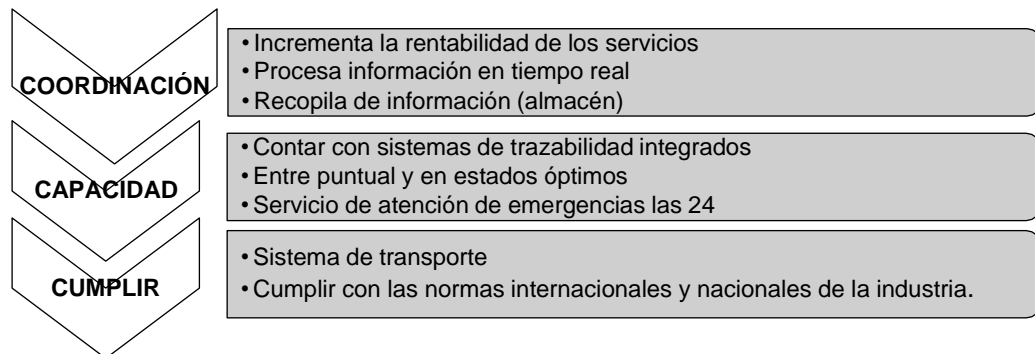 COORDINACIÓN
• Incrementa la rentabilidad de los servicios
• Procesa información en tiempo real
• Recopila de información (almacén)
CAPACIDAD
• Contar con sistemas de trazabilidad integrados
• Entre puntual y en estados óptimos
• Servicio de atención de emergencias las 24
CUMPLIR
• Sistema de transporte
• Cumplir con las normas internacionales y nacionales de la industria.